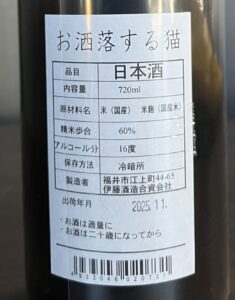 お洒落する猫
品目 日本酒
内容量 720ml
原材料名 米（国産） 米麹（国産米）
精米歩合 60%
アルコール分 16度
保存方法 冷暗所
製造者 福井市江上町44-65
伊藤酒造合資会社
出荷年月 2025.11.
・お酒は適量に
・お酒は二十歳になってから